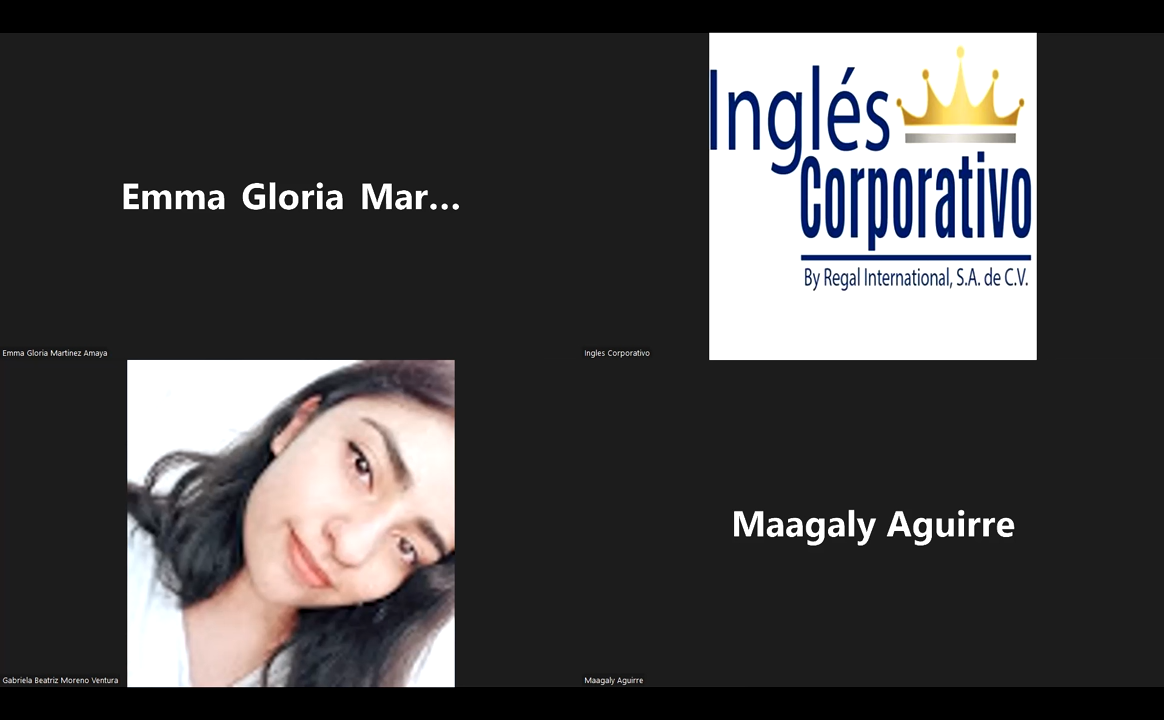 Emma Gloria Mar...
Inglés
Corporativo
By Regal International, S.A. de C.V.
Emma Gloria Martinez Amaya
Ingles Corporativo
Maagaly Aguirre
Gabriela Beatriz Moreno Ventura
Maagaly Aguirre